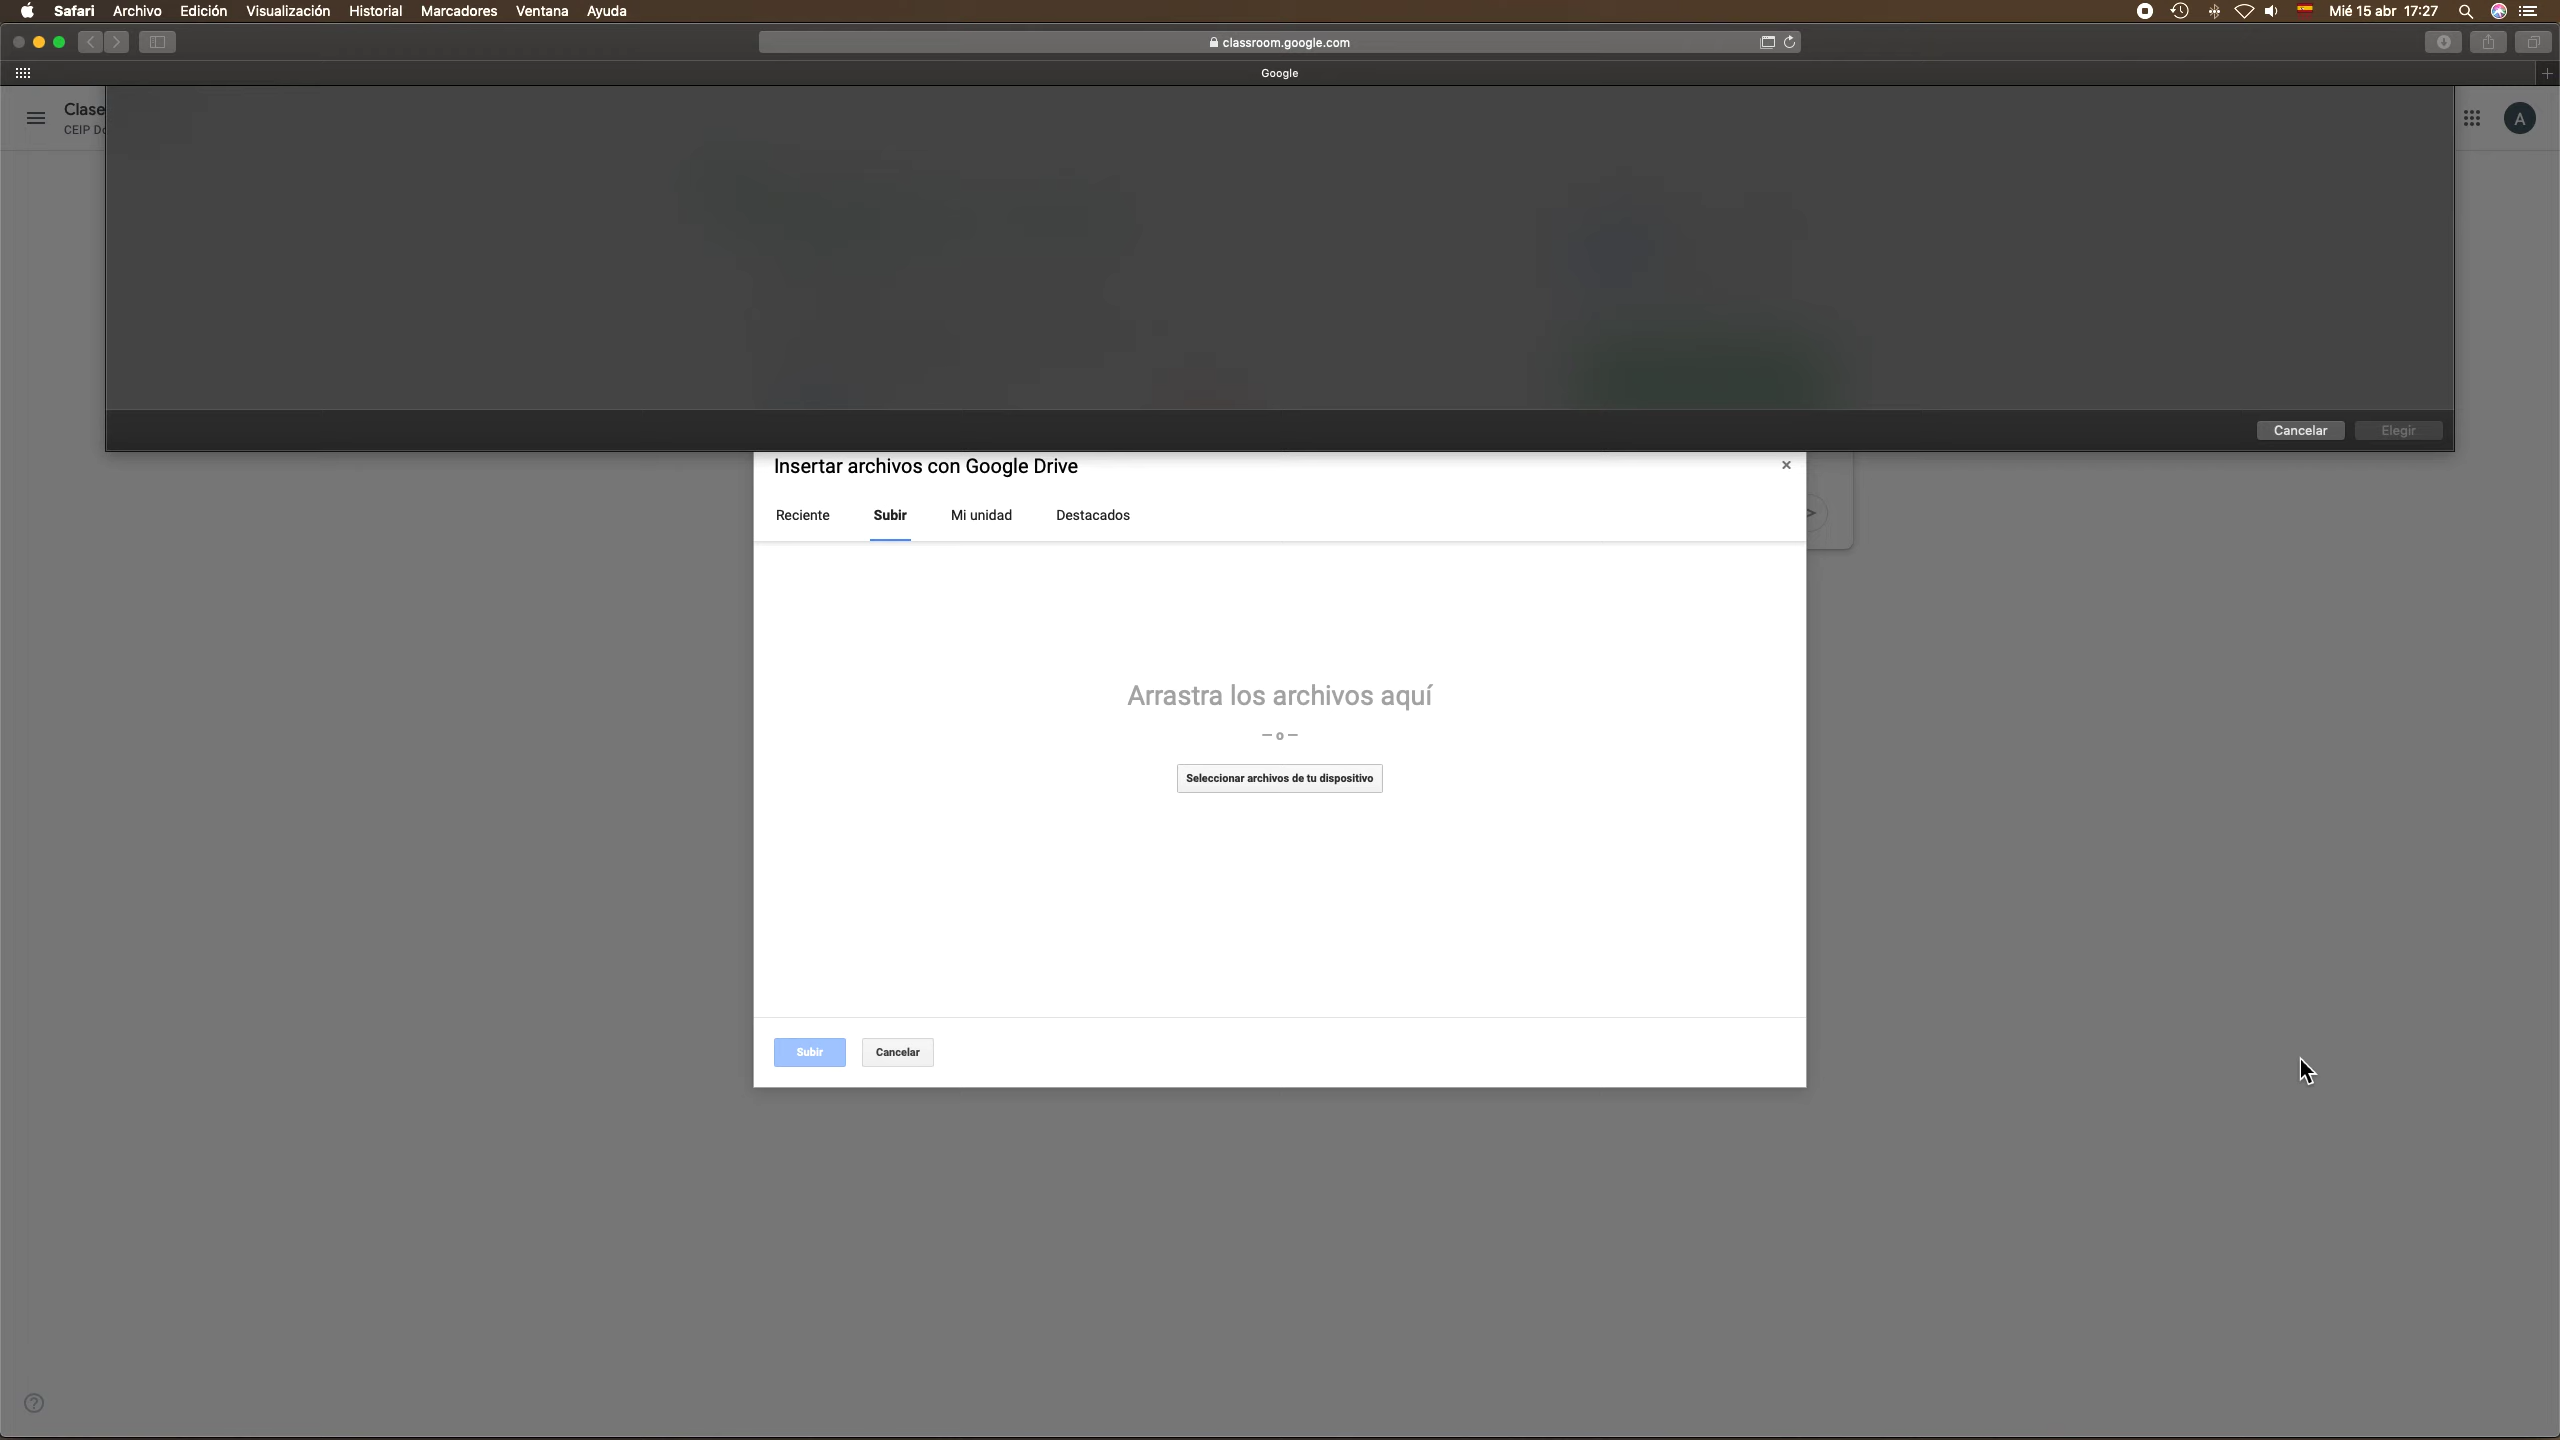 Safari Archivo Edición Visualización Historial Marcadores Ventana Ayuda
Mié 15 abr 17:27
classroom.google.com
Google
Clase
CEIP
A
Cancelar Elegir
Insertar archivos con Google Drive
×
Reciente Subir Mi unidad Destacados
Arrastra los archivos aquí
— o —
Seleccionar archivos de tu dispositivo
Subir Cancelar